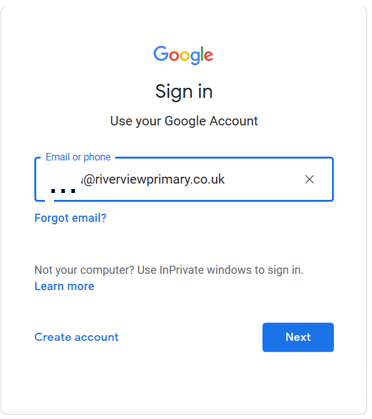 Google
Sign in
Use your Google Account
Email or phone
...@riverviewprimary.co.uk
Forgot email?
Not your computer? Use InPrivate windows to sign in.
Learn more
Create account
Next